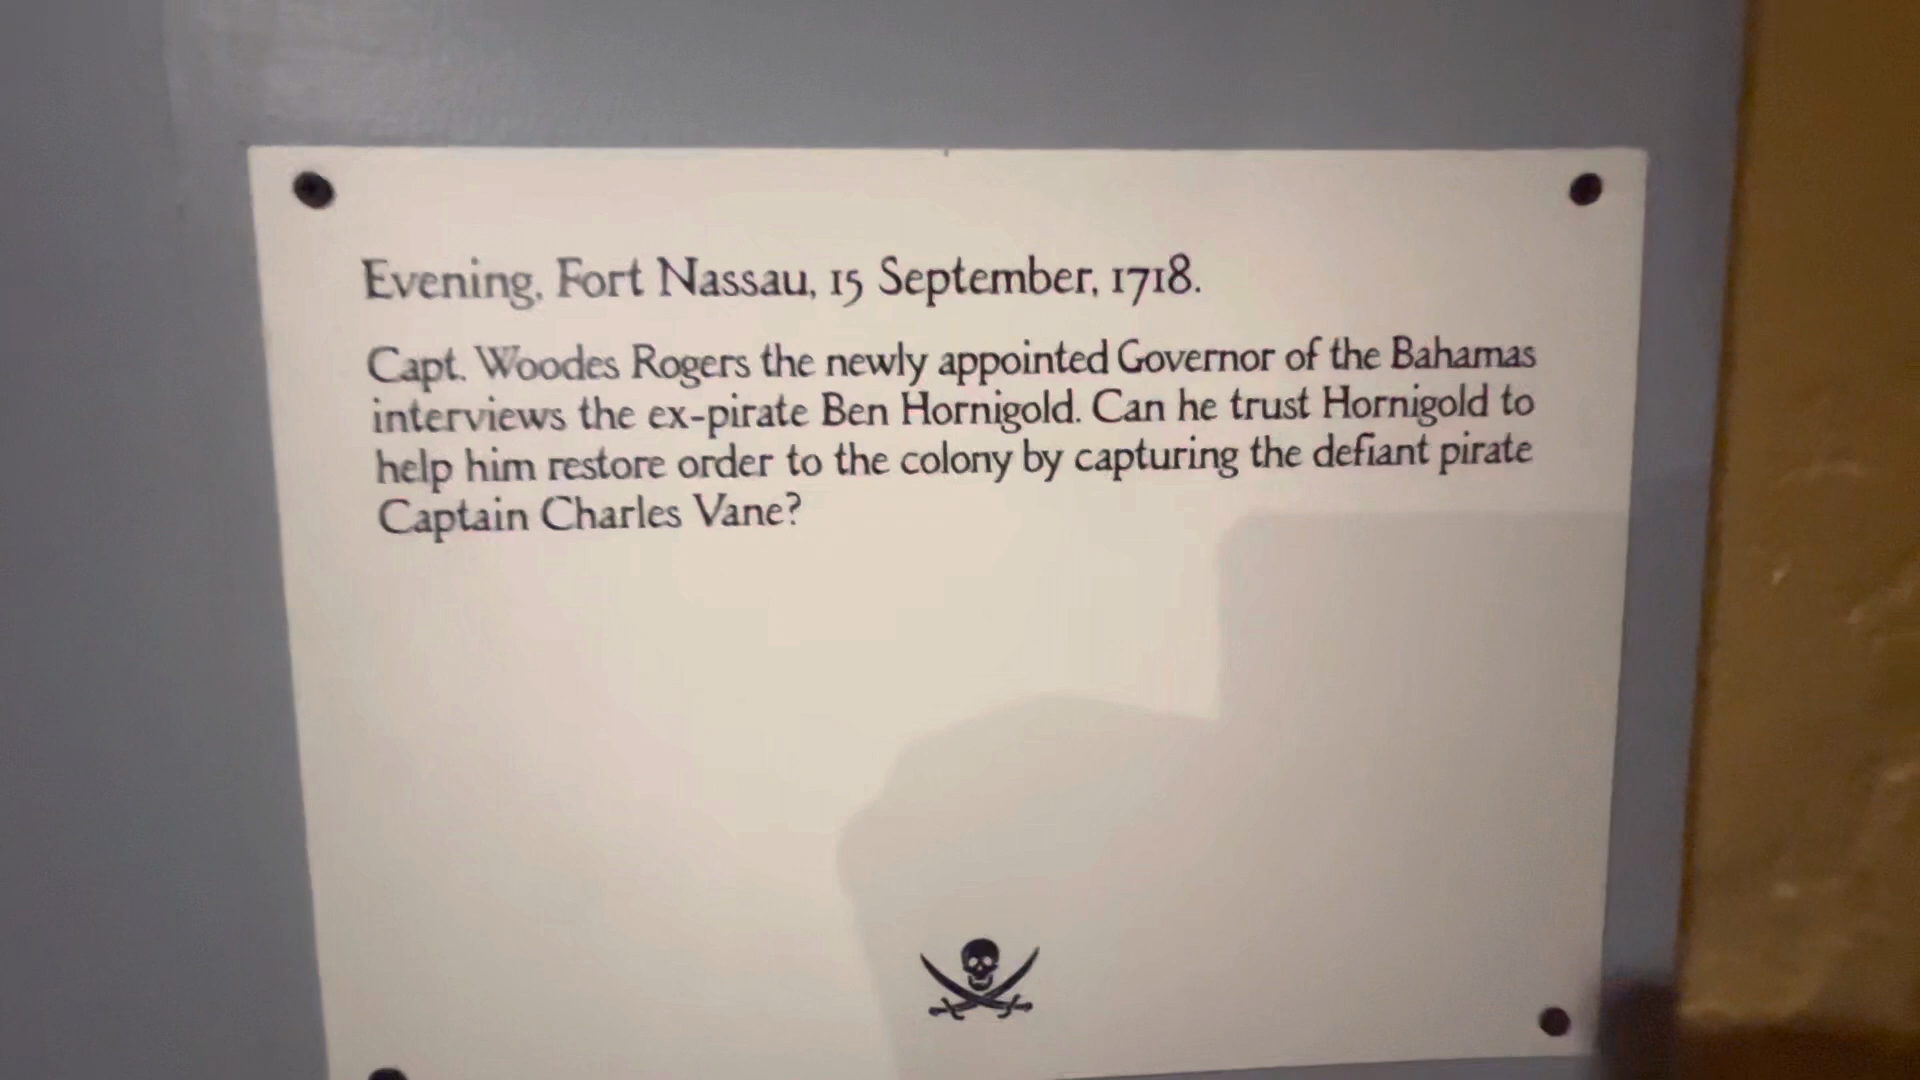 Evening, Fort Nassau, 15 September, 1718.
Capt. Woodes Rogers the newly appointed Governor of the Bahamas
interviews the ex-pirate Ben Hornigold. Can he trust Hornigold to
help him restore order to the colony by capturing the defiant pirate
Captain Charles Vane?